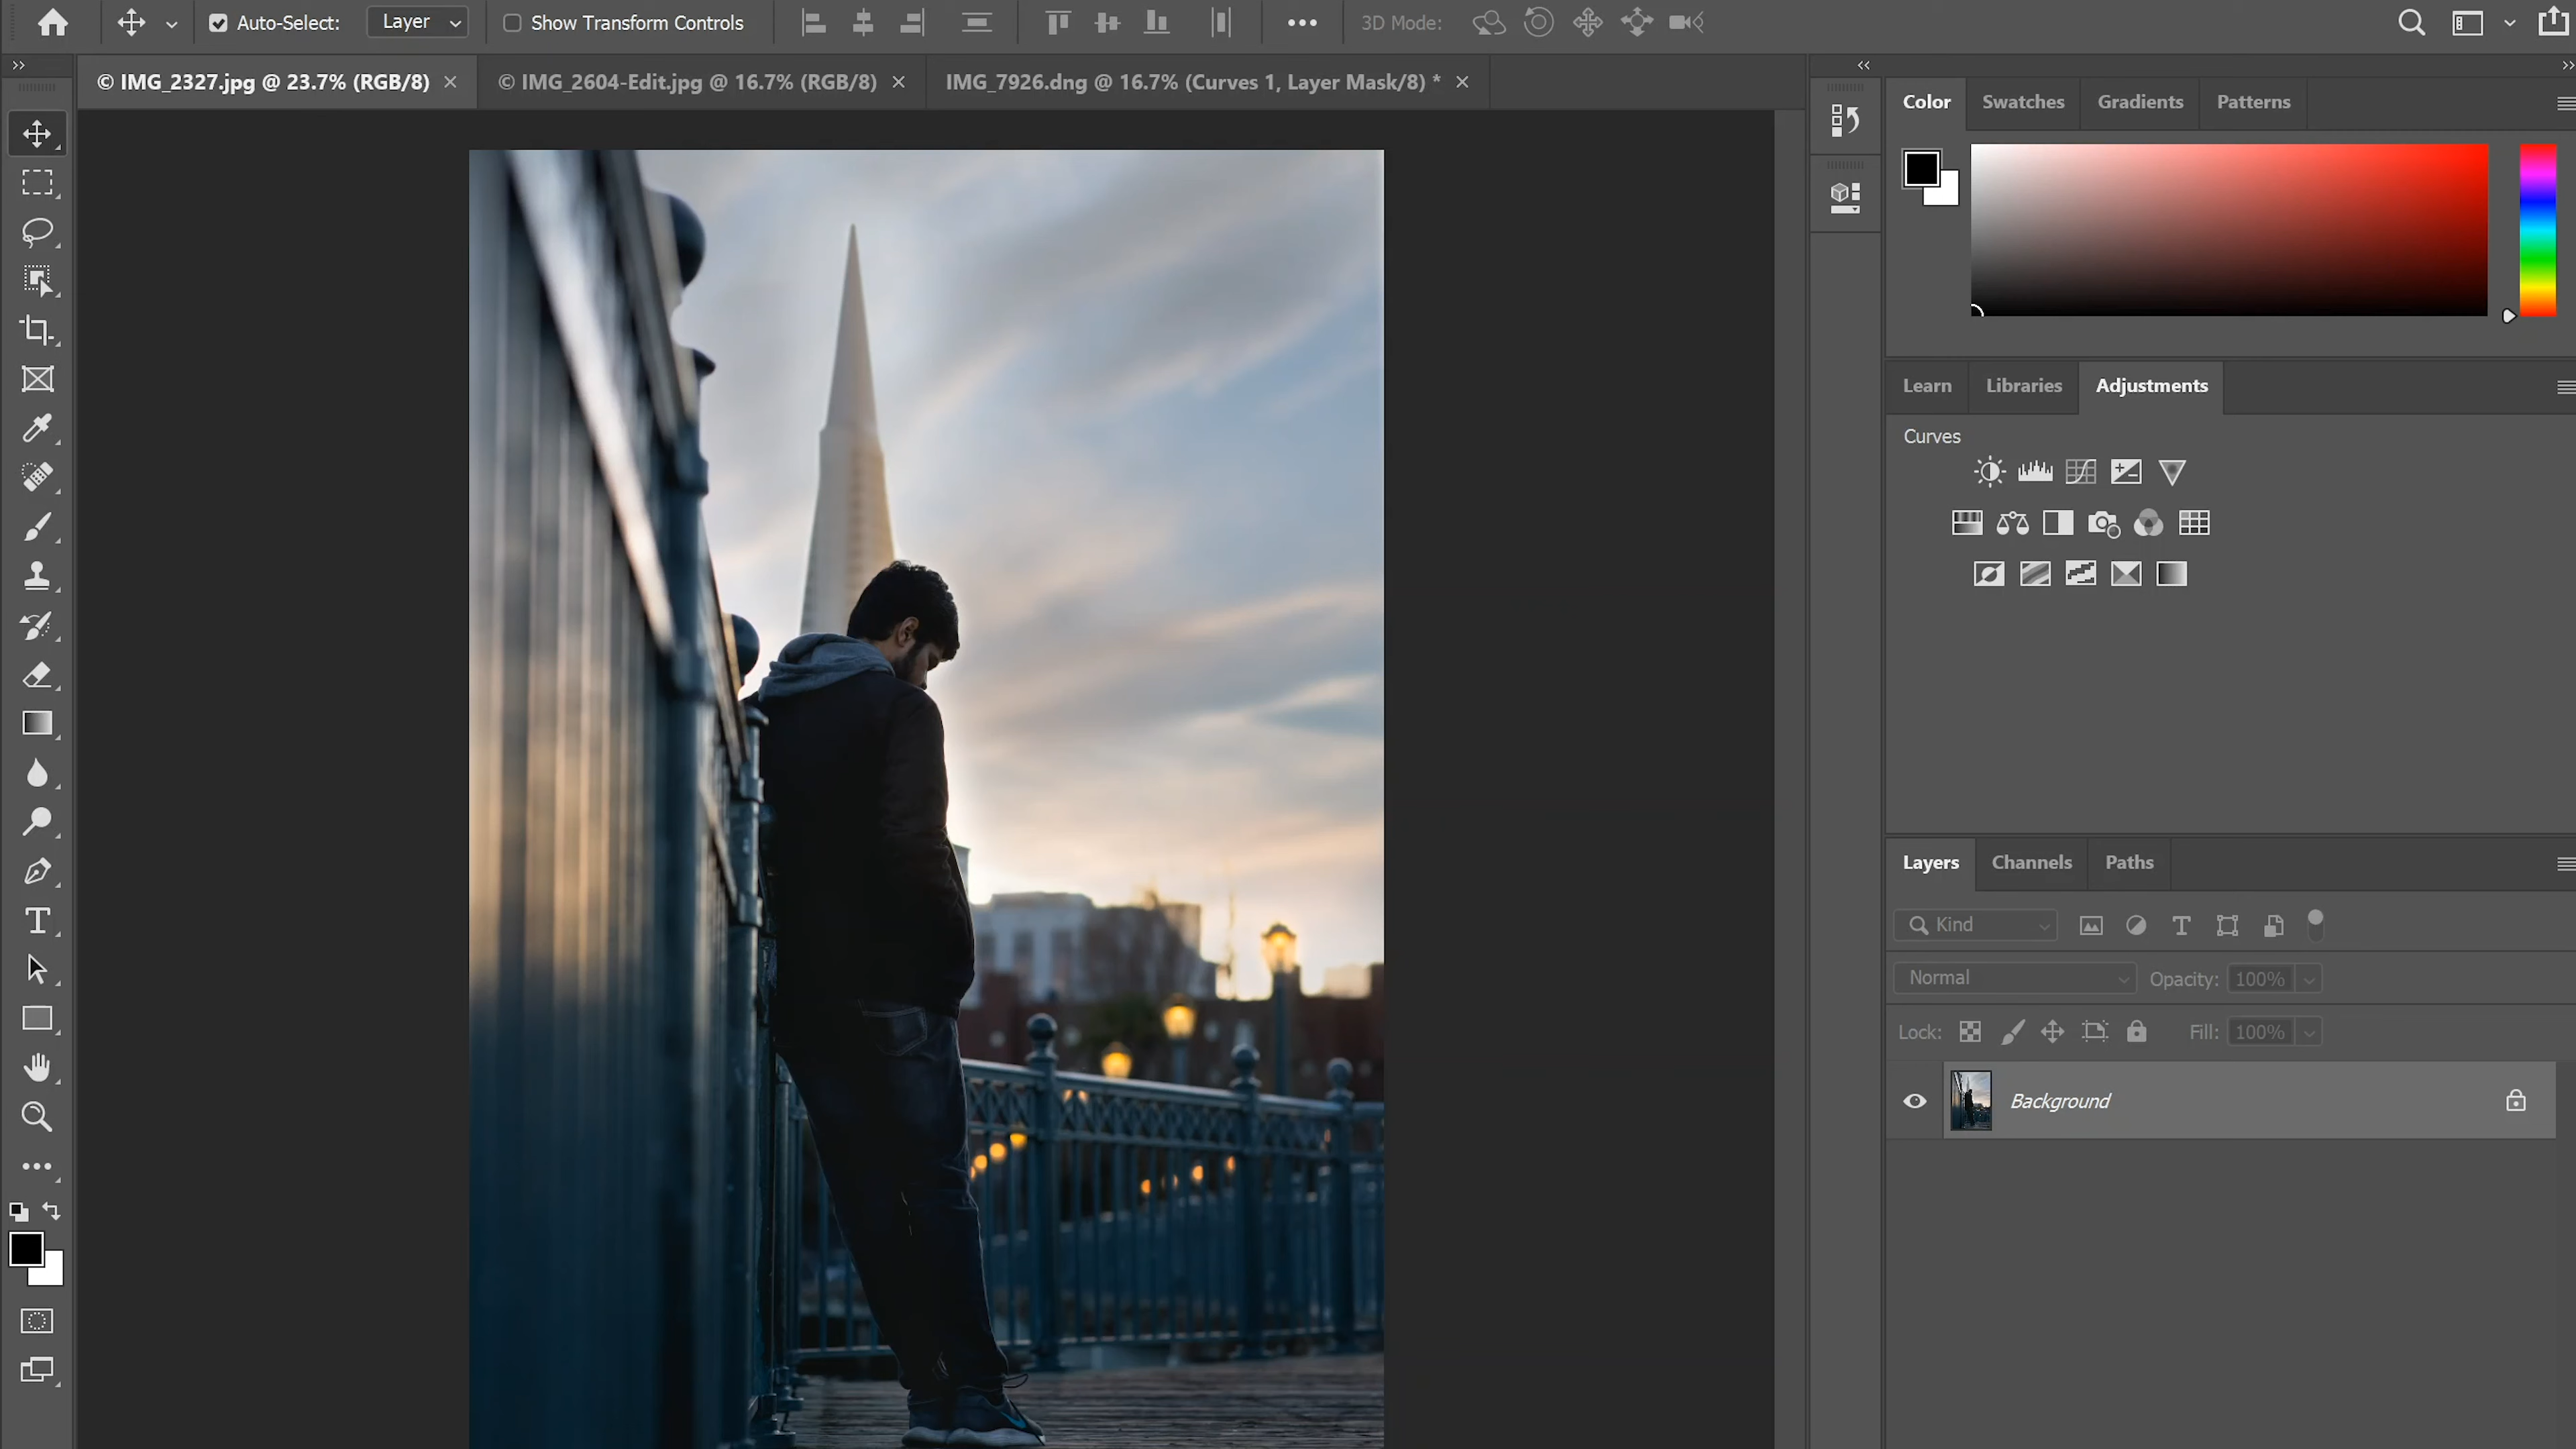 Auto-Select: Layer Show Transform Controls 3D Mode:
© IMG_2327.jpg @ 23.7% (RGB/8) © IMG_2604-Edit.jpg @ 16.7% (RGB/8) IMG_7926.dng @ 16.7% (Curves 1, Layer Mask/8) *
Color Swatches Gradients Patterns
Learn Libraries Adjustments
Curves
Layers Channels Paths
Kind
Normal Opacity: 100%
Lock: Fill: 100%
Background